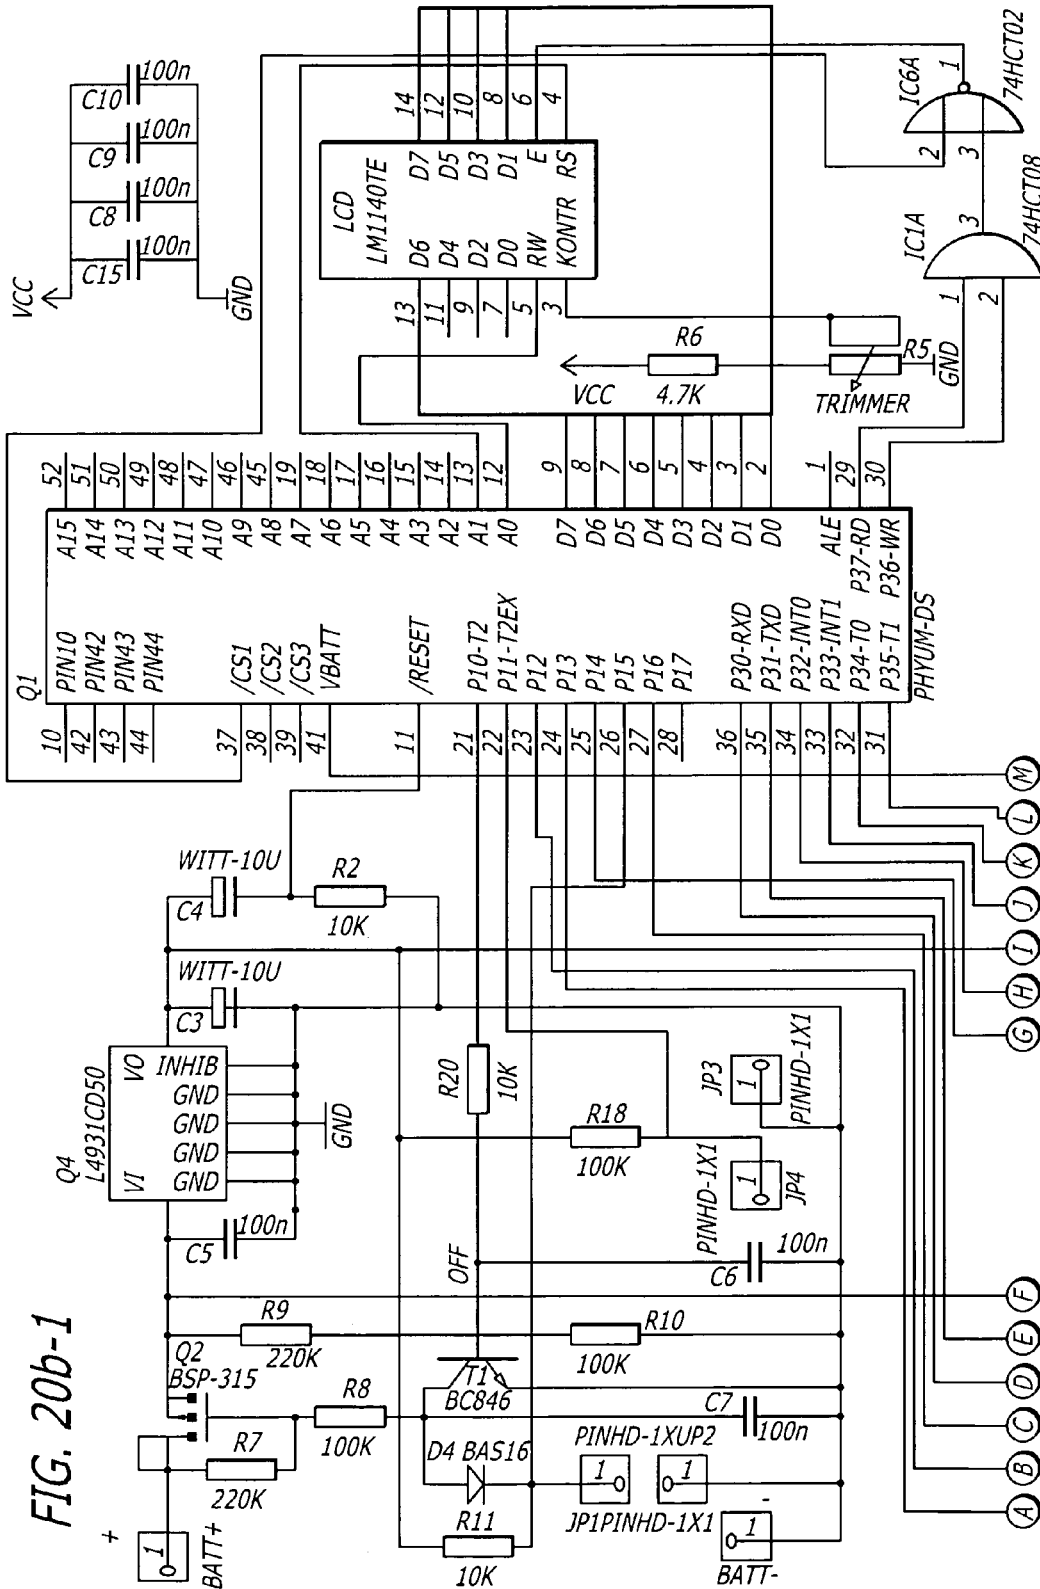 FIG. 20b-1
VCC
C10
100n
C9
100n
C8
100n
C15
100n
GND
LCD
LM1140TE
D6
D4
D2
D0
RW
KONTR
D7
D5
D3
D1
E
RS
13
11
9
7
5
3
14
12
10
8
6
4
IC6A
1
2
3
74HCT02
IC1A
3
1
2
74HCT08
VCC
R6
4.7K
R5
GND
TRIMMER
Q1
PHYUM-DS
PIN10
PIN42
PIN43
PIN44
/CS1
/CS2
/CS3
VBATT
/RESET
P10-T2
P11-T2EX
P12
P13
P14
P15
P16
P17
P30-RXD
P31-TXD
P32-INT0
P33-INT1
P34-T0
P35-T1
10
42
43
44
37
38
39
41
11
21
22
23
24
25
26
27
28
36
35
34
33
32
31
A15
A14
A13
A12
A11
A10
A9
A8
A7
A6
A5
A4
A3
A2
A1
A0
D7
D6
D5
D4
D3
D2
D1
D0
ALE
P37-RD
P36-WR
52
51
50
49
48
47
46
45
19
18
17
16
15
14
13
12
9
8
7
6
5
4
3
2
1
29
30
WITT-10U
C4
R2
10K
WITT-10U
C3
Q4
L4931CD50
VI
VO
INHIB
GND
GND
GND
GND
GND
C5
100n
R20
10K
OFF
R18
100K
JP3
1
PINHD-1X1
PINHD-1X1
1
JP4
C6
100n
R9
220K
R10
100K
Q2
BSP-315
R7
220K
R8
100K
T1
BC846
C7
100n
D4 BAS16
R11
10K
PINHD-1XUP2
1
1
JP1PINHD-1X1
-
1
BATT-
+
1
BATT+
A
B
C
D
E
F
G
H
I
J
K
L
M